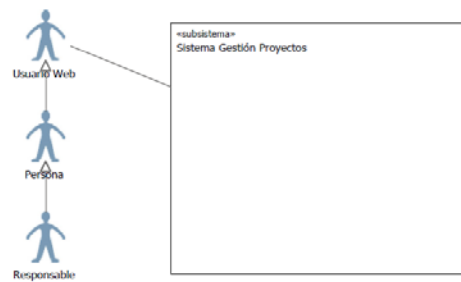 «subsistema»
Sistema Gestión Proyectos
Usuario Web
Persona
Responsable